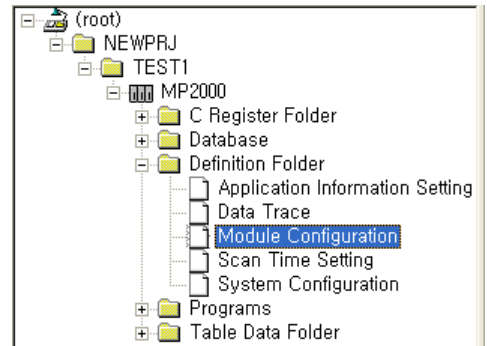 (root)
NEWPRJ
TEST1
MP2000
C Register Folder
Database
Definition Folder
Application Information Setting
Data Trace
Module Configuration
Scan Time Setting
System Configuration
Programs
Table Data Folder